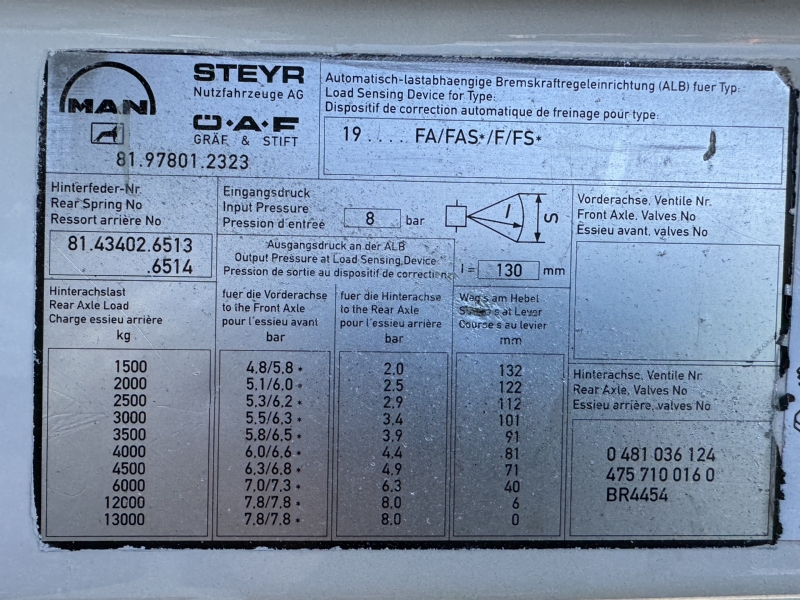 MAN
STEYR
Nutzfahrzeuge AG
Ö·A·F
GRÄF & STIFT
81.97801.2323
Automatisch-lastabhaengige Bremskraftregeleinrichtung (ALB) fuer Typ:
Load Sensing Device for Type:
Dispositif de correction automatique de freinage pour type:
19 .... FA/FAS*/F/FS*
Hinterfeder-Nr.
Rear Spring No
Ressort arrière No
81.43402.6513
.6514
Eingangsdruck
Input Pressure
Pression d'entrée
8 bar
l
S
Ausgangsdruck an der ALB
Output Pressure at Load Sensing Device
Pression de sortie au dispositif de correction
l = 130 mm
Vorderachse, Ventile Nr.
Front Axle, Valves No
Essieu avant, valves No
Hinterachslast
Rear Axle Load
Charge essieu arrière
kg
fuer die Vorderachse
to the Front Axle
pour l'essieu avant
bar
fuer die Hinterachse
to the Rear Axle
pour l'essieu arrière
bar
Weg s am Hebel
s at Lever
Course s au levier
mm
1500 4.8/5.8 * 2.0 132
2000 5.1/6.0 * 2.5 122
2500 5.3/6.2 * 2.9 112
3000 5.5/6.3 * 3.4 101
3500 5.8/6.5 * 3.9 91
4000 6.0/6.6 * 4.4 81
4500 6.3/6.8 * 4.9 71
6000 7.0/7.3 * 6.3 40
12000 7.8/7.8 * 8.0 6
13000 7.8/7.8 * 8.0 0
Hinterachsc, Ventile Nr.
Rear Axle, Valves No
Essieu arrière, valves No
0 481 036 124
475 710 016 0
BR4454